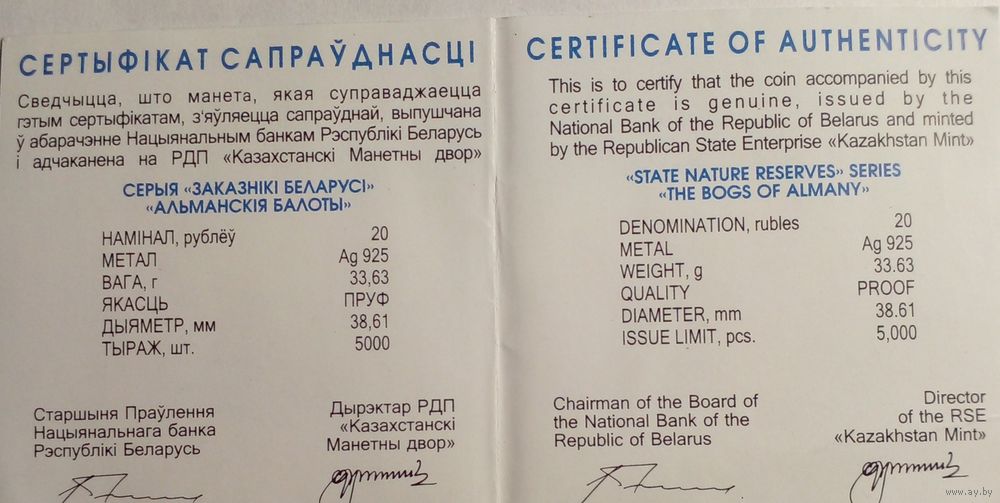 СЕРТЫФІКАТ САПРАЎДНАСЦІ
Сведчыцца, што манета, якая суправаджаецца
гэтым сертыфікатам, з'яўляецца сапраўднай, выпушчана
ў абарачэнне Нацыянальным банкам Рэспублікі Беларусь
і адчаканена на РДП «Казахстанскі Манетны двор»
СЕРЫЯ «ЗАКАЗНІКІ БЕЛАРУСІ»
«АЛЬМАНСКІЯ БАЛОТЫ»
НАМІНАЛ, рублёў 20
МЕТАЛ Ag 925
ВАГА, г 33,63
ЯКАСЦЬ ПРУФ
ДЫЯМЕТР, мм 38,61
ТЫРАЖ, шт. 5000
Старшыня Праўлення
Нацыянальнага банка
Рэспублікі Беларусь
Дырэктар РДП
«Казахстанскі
Манетны двор»
CERTIFICATE OF AUTHENTICITY
This is to certify that the coin accompanied by this
certificate is genuine, issued by the
National Bank of the Republic of Belarus and minted
by the Republican State Enterprise «Kazakhstan Mint»
«STATE NATURE RESERVES» SERIES
«THE BOGS OF ALMANY»
DENOMINATION, rubles 20
METAL Ag 925
WEIGHT, g 33.63
QUALITY PROOF
DIAMETER, mm 38.61
ISSUE LIMIT, pcs. 5,000
Chairman of the Board of
the National Bank of the
Republic of Belarus
Director
of the RSE
«Kazakhstan Mint»
www.ay.by